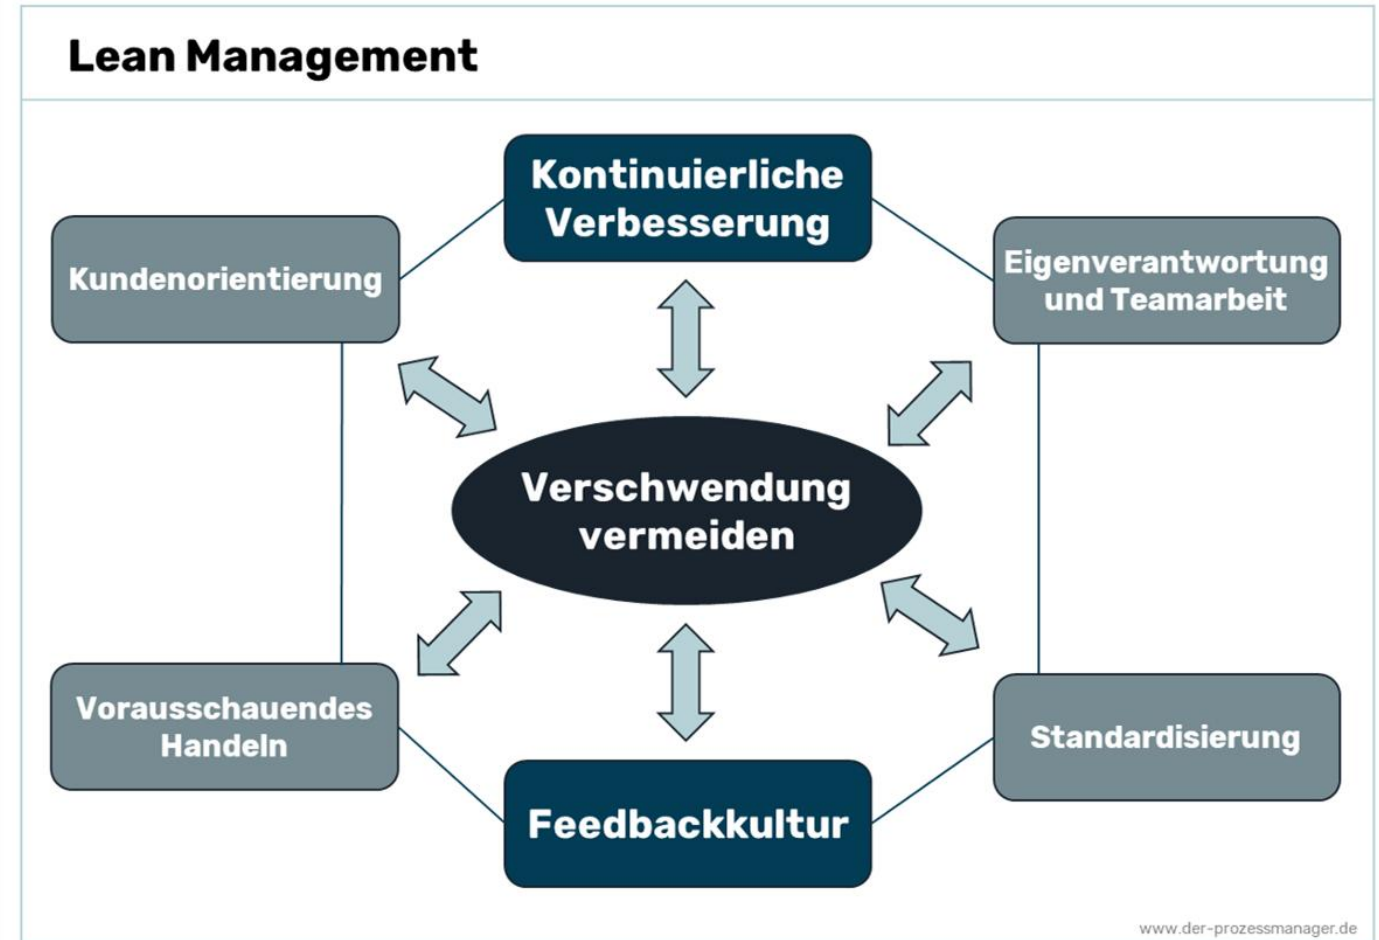 Lean Management
Kontinuierliche
Verbesserung
Kundenorientierung
Eigenverantwortung
und Teamarbeit
Verschwendung
vermeiden
Vorausschauendes
Handeln
Standardisierung
Feedbackkultur
www.der-prozessmanager.de